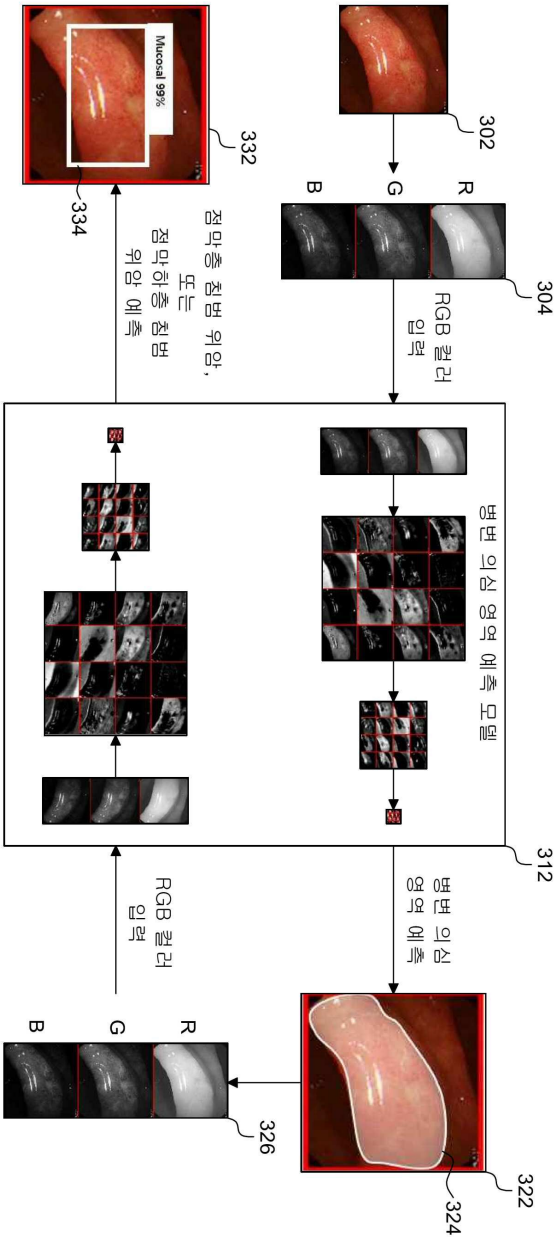 302
304
R
G
B
RGB 컬러
입력
병변 의심 영역 예측 모델
312
병변 의심
영역 예측
322
324
326
R
G
B
RGB 컬러
입력
점막층 침범 위암,
또는
점막하층 침범
위암 예측
332
Mucosal 99%
334